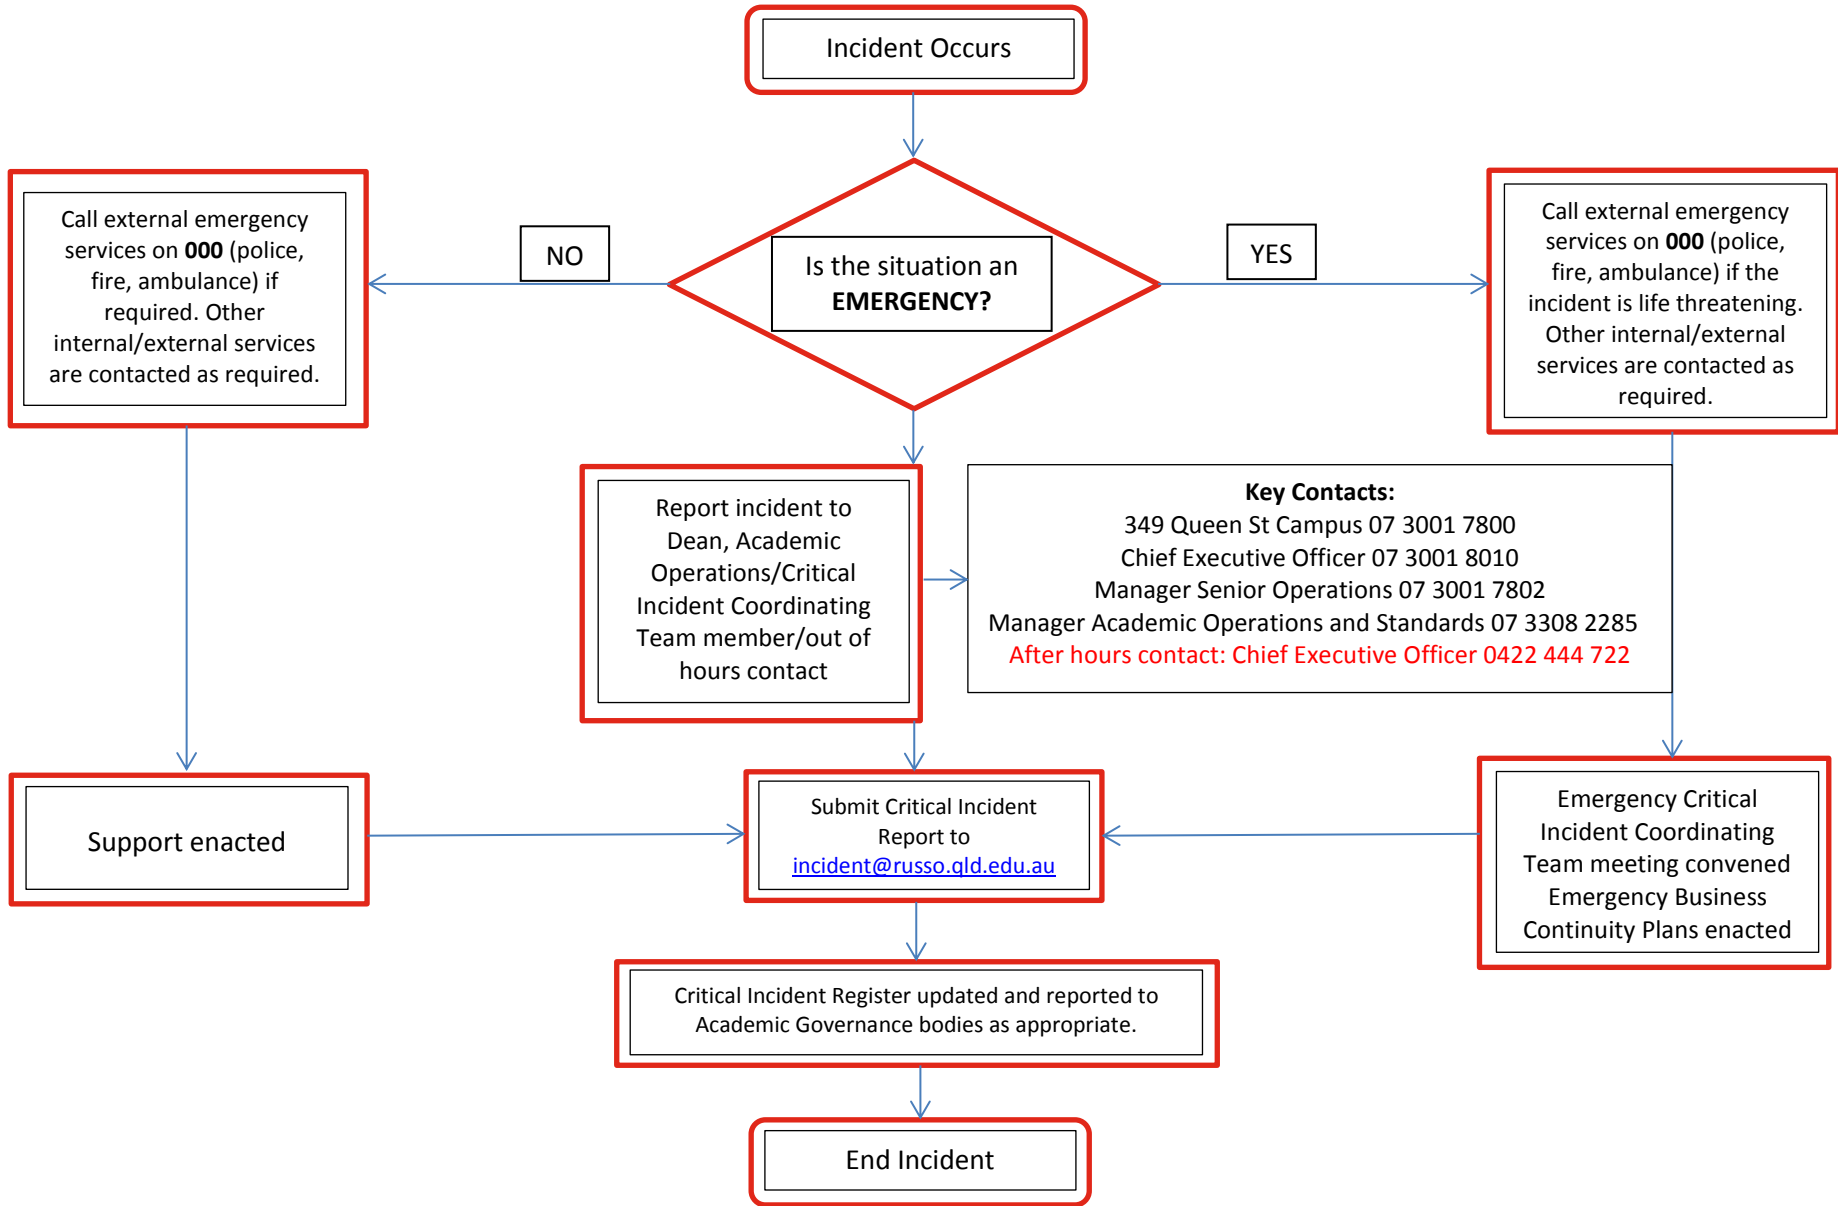 Incident Occurs
Call external emergency
services on 000 (police,
fire, ambulance) if
required. Other
internal/external services
are contacted as required.
NO
Is the situation an
EMERGENCY?
YES
Call external emergency
services on 000 (police,
fire, ambulance) if the
incident is life threatening.
Other internal/external
services are contacted as
required.
Report incident to
Dean, Academic
Operations/Critical
Incident Coordinating
Team member/out of
hours contact
Key Contacts:
349 Queen St Campus 07 3001 7800
Chief Executive Officer 07 3001 8010
Manager Senior Operations 07 3001 7802
Manager Academic Operations and Standards 07 3308 2285
After hours contact: Chief Executive Officer 0422 444 722
Support enacted
Submit Critical Incident
Report to
incident@russo.qld.edu.au
Emergency Critical
Incident Coordinating
Team meeting convened
Emergency Business
Continuity Plans enacted
Critical Incident Register updated and reported to
Academic Governance bodies as appropriate.
End Incident